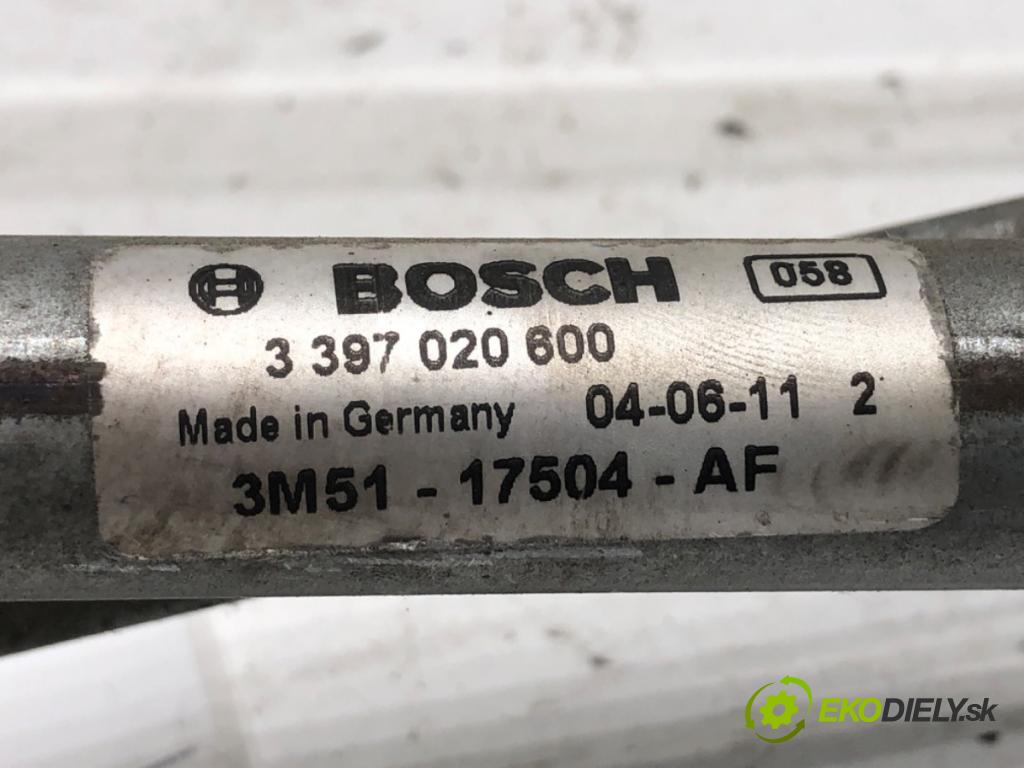 BOSCH 058
3 397 020 600
Made in Germany 04-06-11 2
3M51 - 17504 - AF
EKODIELY.sk